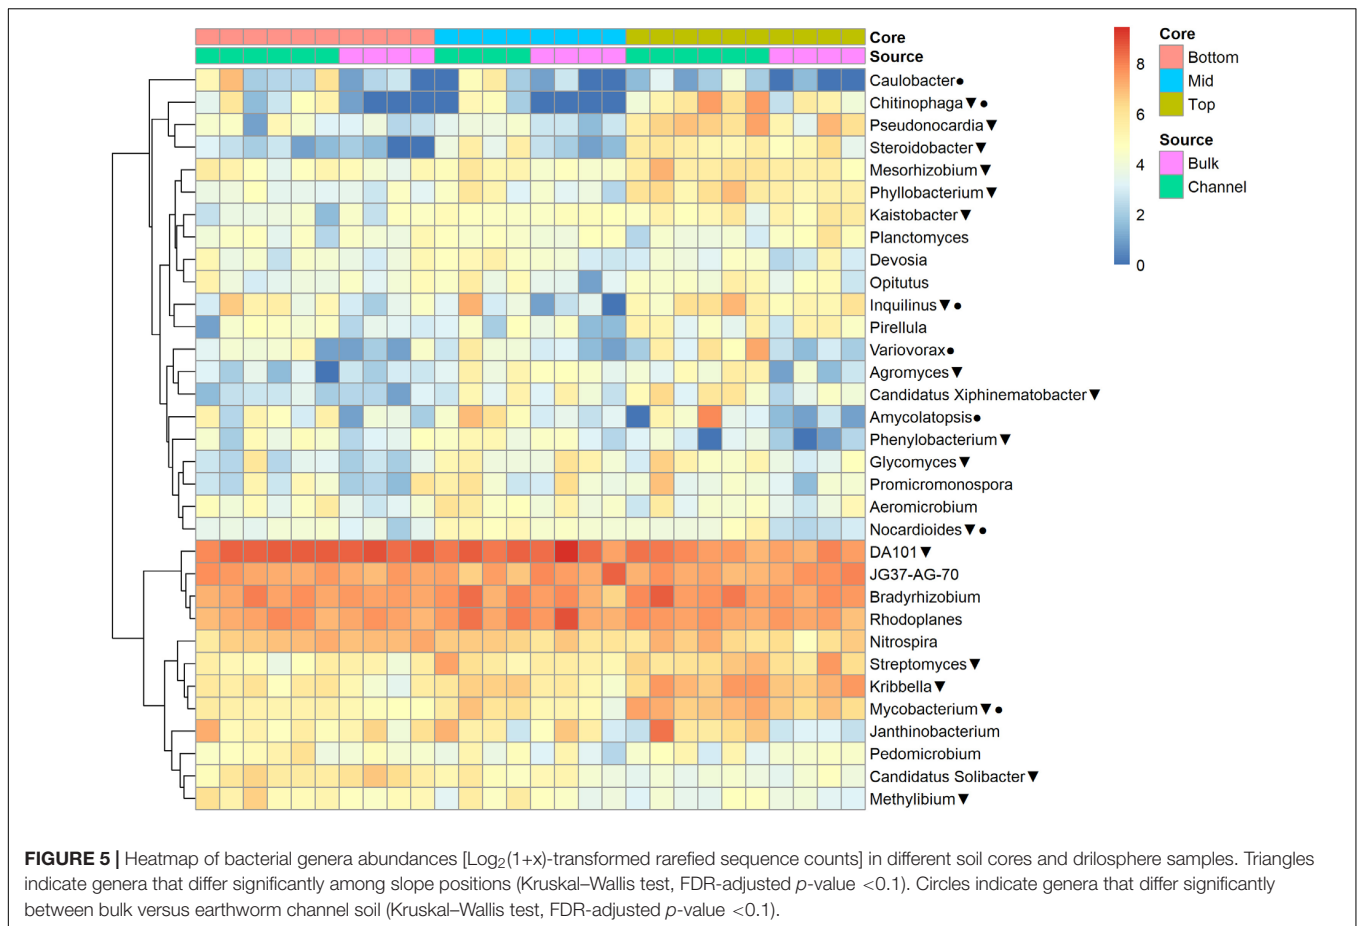 Core
Source
Caulobacter●
Chitinophaga▼●
Pseudonocardia▼
Steroidobacter▼
Mesorhizobium▼
Phyllobacterium▼
Kaistobacter▼
Planctomyces
Devosia
Opitutus
Inquilinus▼●
Pirellula
Variovorax●
Agromyces▼
Candidatus Xiphinematobacter▼
Amycolatopsis●
Phenylobacterium▼
Glycomyces▼
Promicromonospora
Aeromicrobium
Nocardioides▼●
DA101▼
JG37-AG-70
Bradyrhizobium
Rhodoplanes
Nitrospira
Streptomyces▼
Kribbella▼
Mycobacterium▼●
Janthinobacterium
Pedomicrobium
Candidatus Solibacter▼
Methylibium▼
8
6
4
2
0
Core
Bottom
Mid
Top
Source
Bulk
Channel
FIGURE 5 | Heatmap of bacterial genera abundances [Log₂(1+x)-transformed rarefied sequence counts] in different soil cores and drilosphere samples. Triangles
indicate genera that differ significantly among slope positions (Kruskal–Wallis test, FDR-adjusted p-value <0.1). Circles indicate genera that differ significantly
between bulk versus earthworm channel soil (Kruskal–Wallis test, FDR-adjusted p-value <0.1).